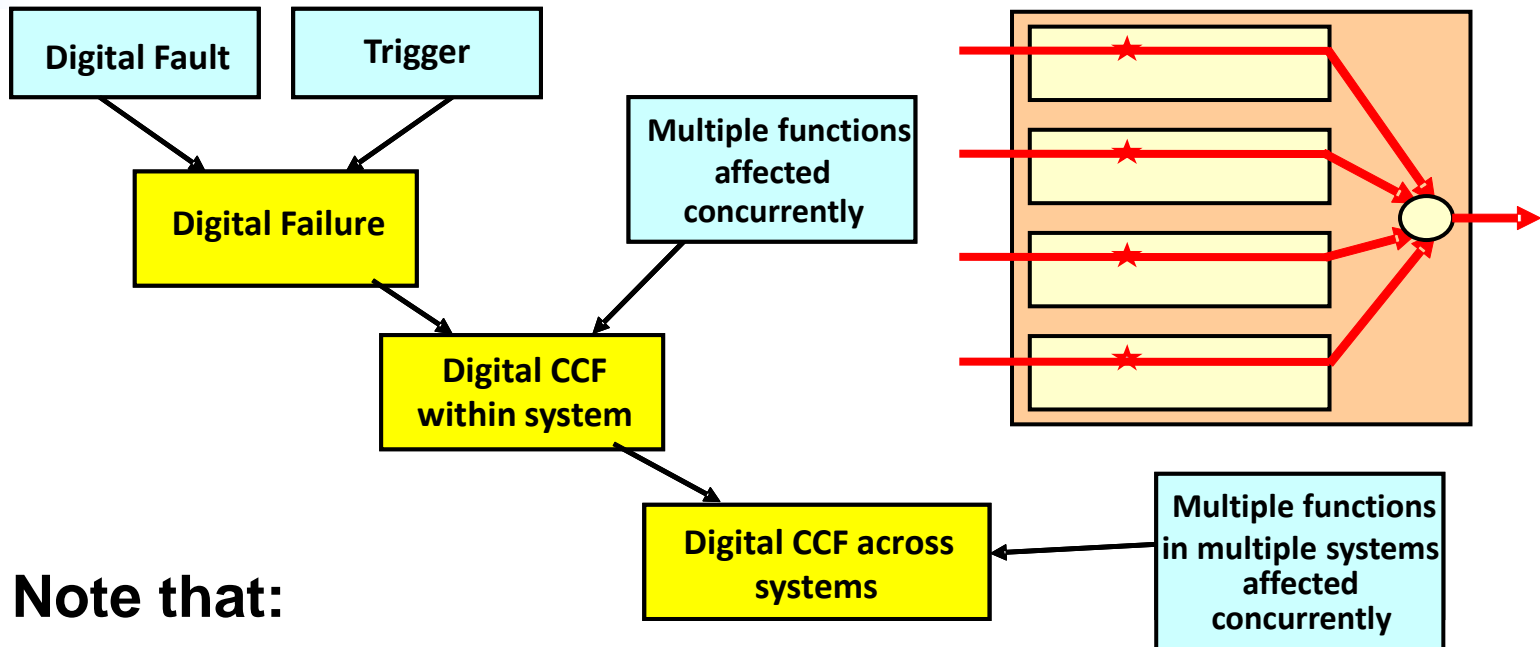 Digital Fault
Trigger
Multiple functions
affected
concurrently
Digital Failure
Digital CCF
within system
Digital CCF across
systems
Multiple functions
in multiple systems
affected
concurrently
Note that: